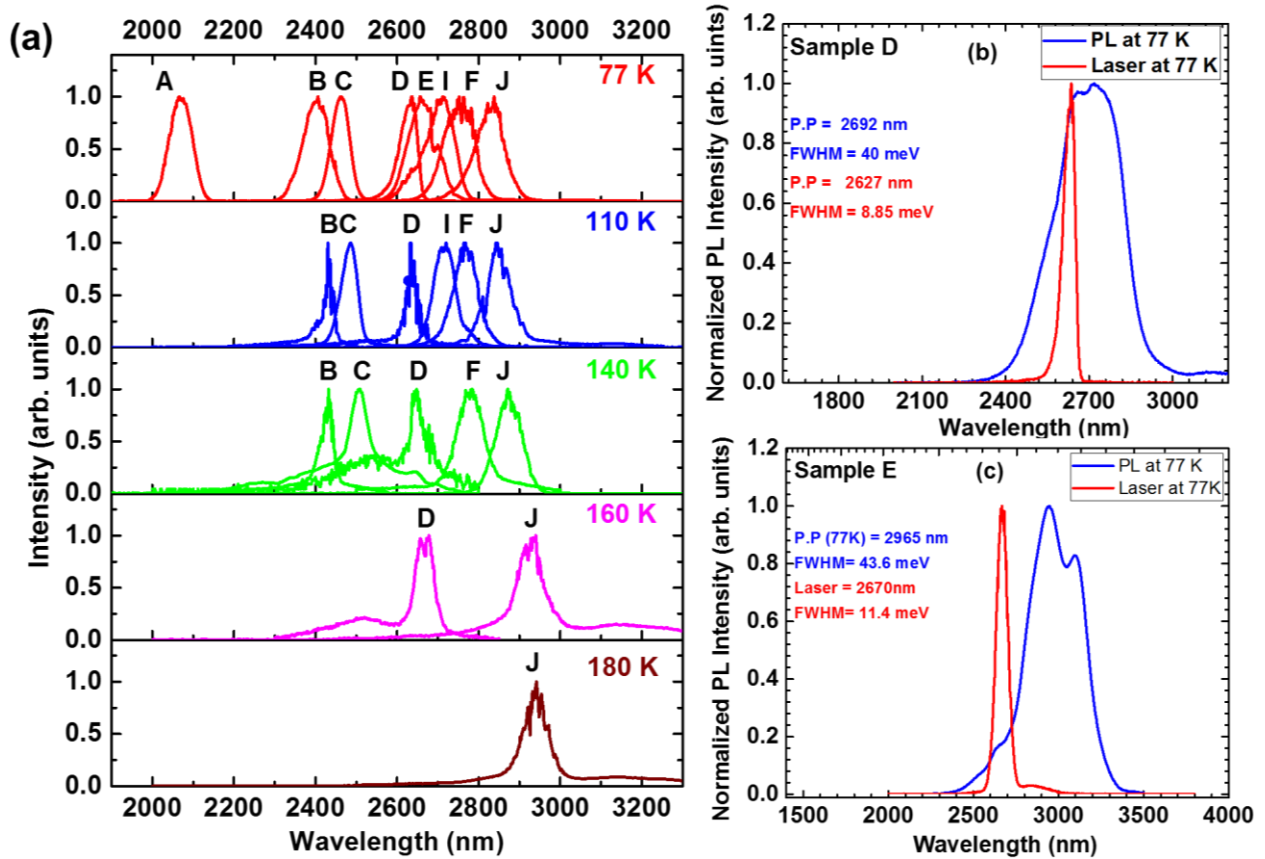 (a)
2000 2200 2400 2600 2800 3000 3200
A B C D E I F J 77 K
1.0
0.5
0.0
B C D I F J 110 K
1.0
0.5
0.0
B C D F J 140 K
1.0
0.5
0.0
D J 160 K
1.0
0.5
0.0
J 180 K
1.0
0.5
0.0
Intensity (arb. units)
2000 2200 2400 2600 2800 3000 3200
Wavelength (nm)
Sample D (b)
PL at 77 K
Laser at 77 K
P.P = 2692 nm
FWHM = 40 meV
P.P = 2627 nm
FWHM = 8.85 meV
1.2
1.0
0.8
0.6
0.4
0.2
0.0
Normalized PL Intensity (arb. uints)
1800 2100 2400 2700 3000
Wavelength (nm)
Sample E (c)
PL at 77 K
Laser at 77K
P.P (77K) = 2965 nm
FWHM= 43.6 meV
Laser = 2670nm
FWHM= 11.4 meV
1.2
1.0
0.8
0.6
0.4
0.2
0.0
Normalized PL Intensity (arb. units)
1500 2000 2500 3000 3500 4000
Wavelength (nm)